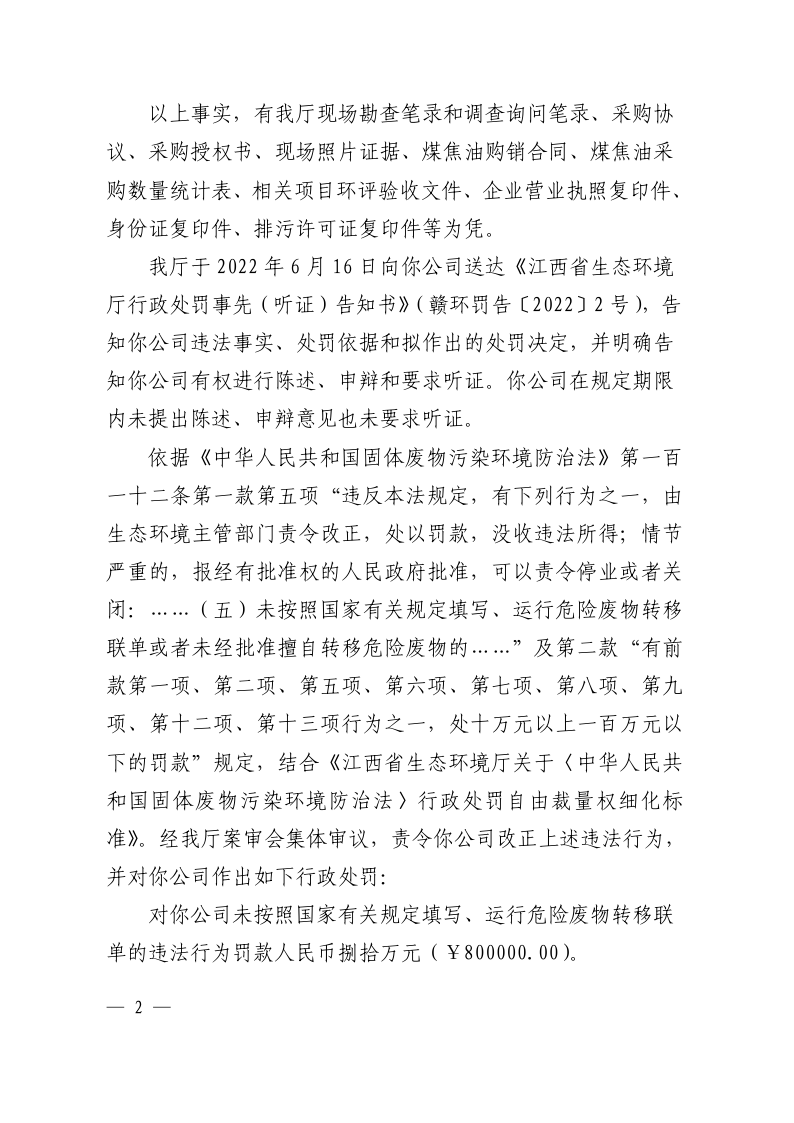 以上事实，有我厅现场勘查笔录和调查询问笔录、采购协
议、采购授权书、现场照片证据、煤焦油购销合同、煤焦油采
购数量统计表、相关项目环评验收文件、企业营业执照复印件、
身份证复印件、排污许可证复印件等为凭。
我厅于 2022 年 6 月 16 日向你公司送达《江西省生态环境
厅行政处罚事先（听证）告知书》（赣环罚告〔2022〕2 号），告
知你公司违法事实、处罚依据和拟作出的处罚决定，并明确告
知你公司有权进行陈述、申辩和要求听证。你公司在规定期限
内未提出陈述、申辩意见也未要求听证。
依据《中华人民共和国固体废物污染环境防治法》第一百
一十二条第一款第五项“违反本法规定，有下列行为之一，由
生态环境主管部门责令改正，处以罚款，没收违法所得；情节
严重的，报经有批准权的人民政府批准，可以责令停业或者关
闭：……（五）未按照国家有关规定填写、运行危险废物转移
联单或者未经批准擅自转移危险废物的……”及第二款“有前
款第一项、第二项、第五项、第六项、第七项、第八项、第九
项、第十二项、第十三项行为之一，处十万元以上一百万元以
下的罚款”规定，结合《江西省生态环境厅关于〈中华人民共
和国固体废物污染环境防治法〉行政处罚自由裁量权细化标
准》。经我厅案审会集体审议，责令你公司改正上述违法行为，
并对你公司作出如下行政处罚：
对你公司未按照国家有关规定填写、运行危险废物转移联
单的违法行为罚款人民币捌拾万元（￥800000.00）。
— 2 —